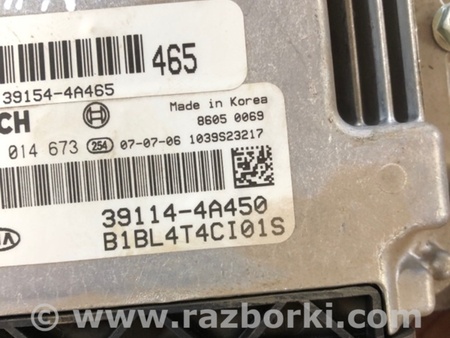 465
39154-4A465
CH
Made in Korea
8605 0069
014 673 254 07-07-06 1039S23217
39114-4A450
B1BL4T4CI01S
www.razborki.com